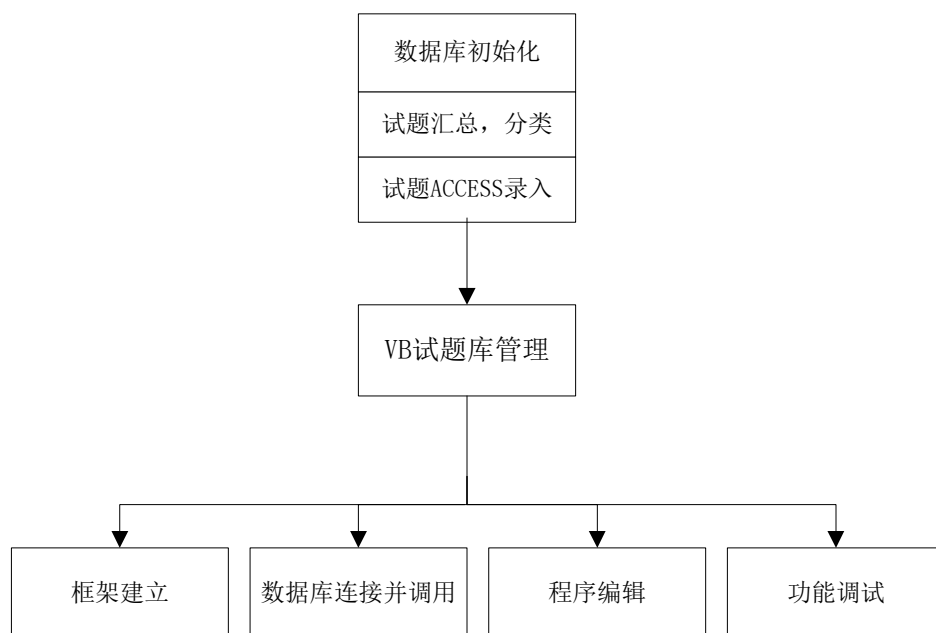 数据库初始化
试题汇总，分类
试题ACCESS录入
VB试题库管理
框架建立
数据库连接并调用
程序编辑
功能调试